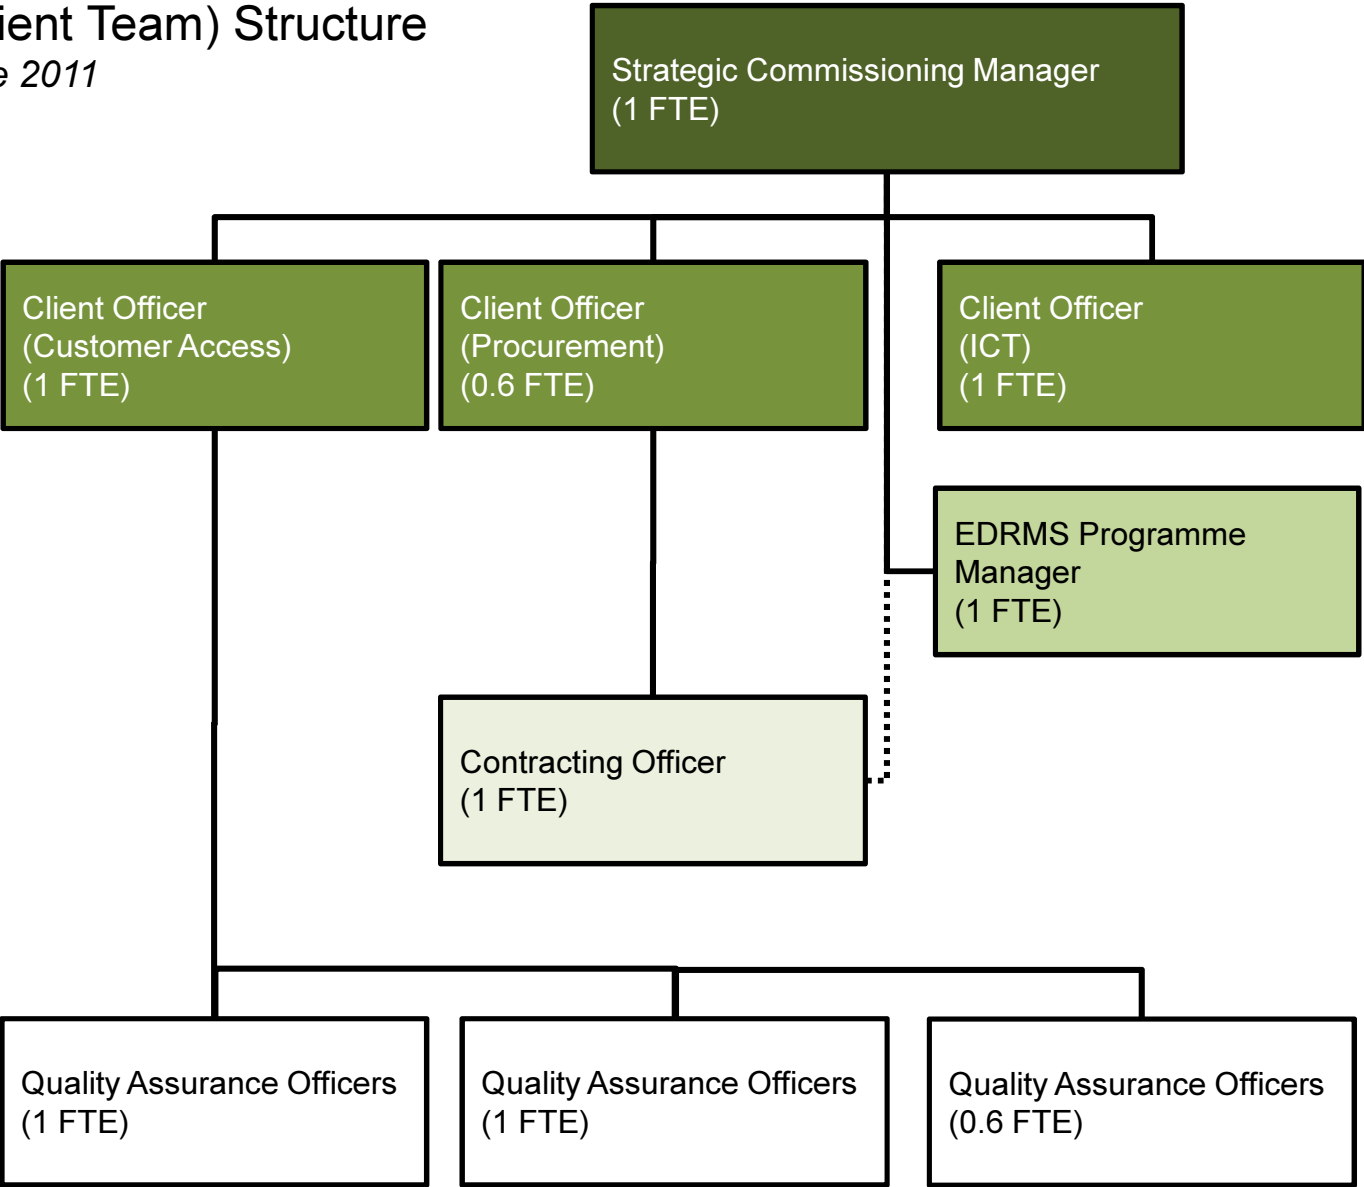 ient Team) Structure
e 2011
Strategic Commissioning Manager
(1 FTE)
Client Officer
(Customer Access)
(1 FTE)
Client Officer
(Procurement)
(0.6 FTE)
Client Officer
(ICT)
(1 FTE)
EDRMS Programme
Manager
(1 FTE)
Contracting Officer
(1 FTE)
Quality Assurance Officers
(1 FTE)
Quality Assurance Officers
(1 FTE)
Quality Assurance Officers
(0.6 FTE)